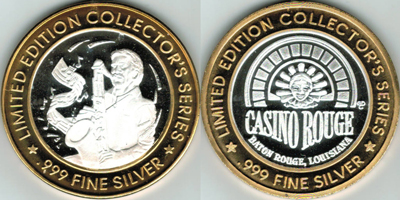 ★ LIMITED EDITION COLLECTOR'S SERIES ★
.999 FINE SILVER
★ LIMITED EDITION COLLECTOR'S SERIES ★
CASINO ROUGE
BATON ROUGE, LOUISIANA
.999 FINE SILVER